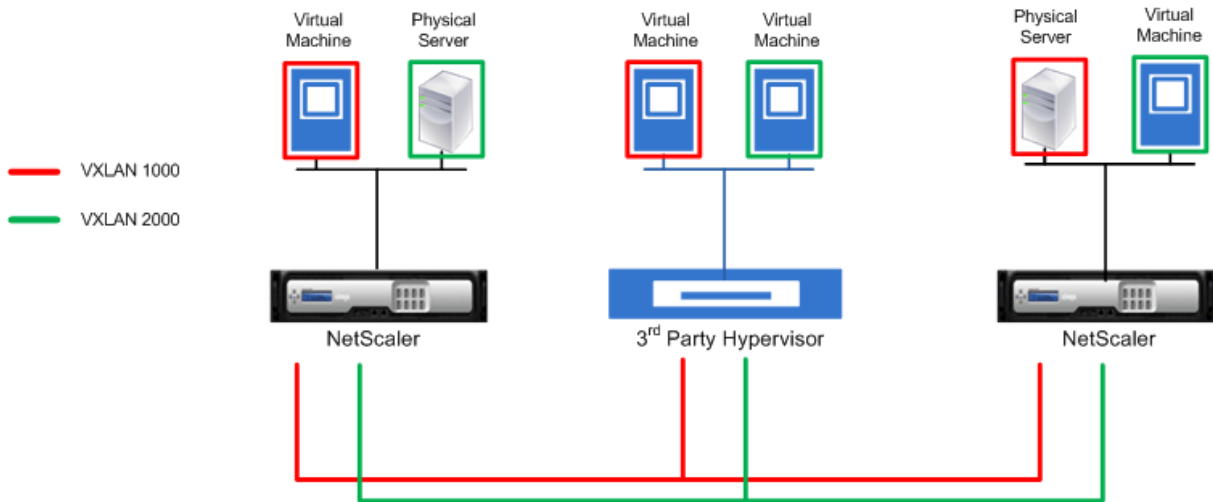 Virtual
Machine
Physical
Server
Virtual
Machine
Virtual
Machine
Physical
Server
Virtual
Machine
VXLAN 1000
VXLAN 2000
NetScaler
3rd Party Hypervisor
NetScaler